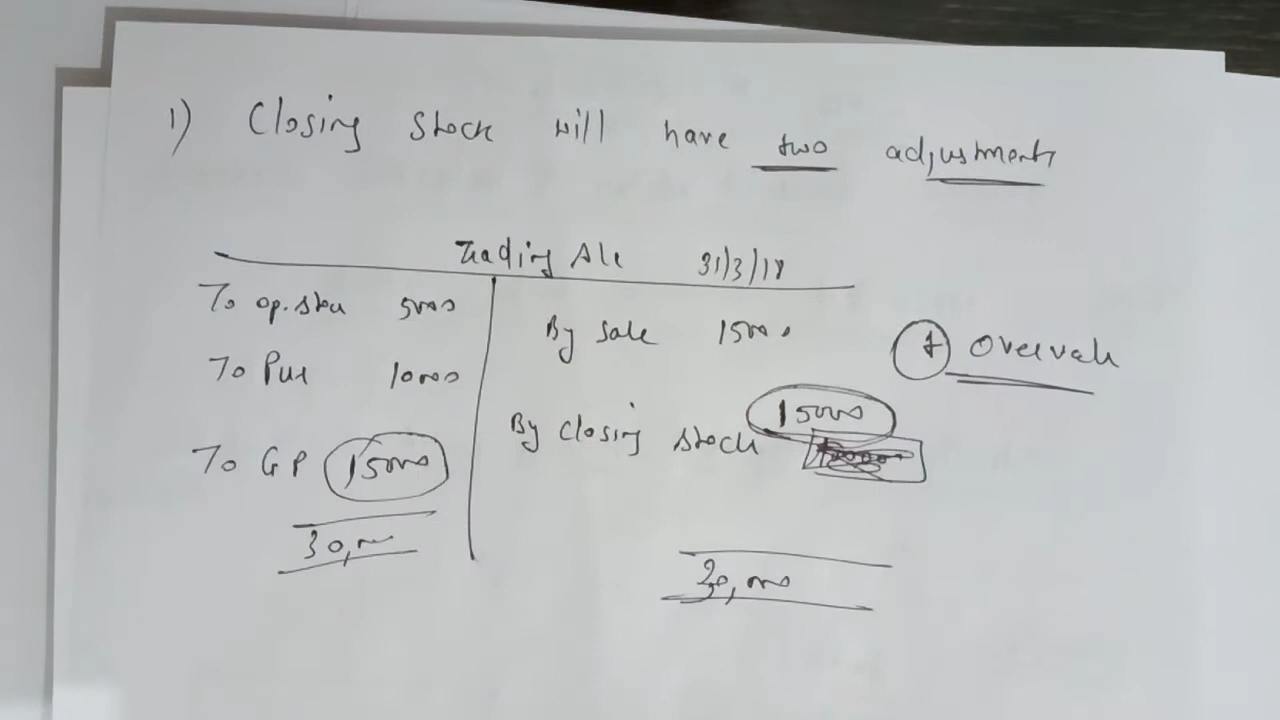 1) Closing stock will have two adjustments
Trading A/c 31/3/18
To op. stock 5000
By Sale 15000
To Pur 10000
+ Overvale
By Closing stock 15000
To GP 15000
30,000
30,000